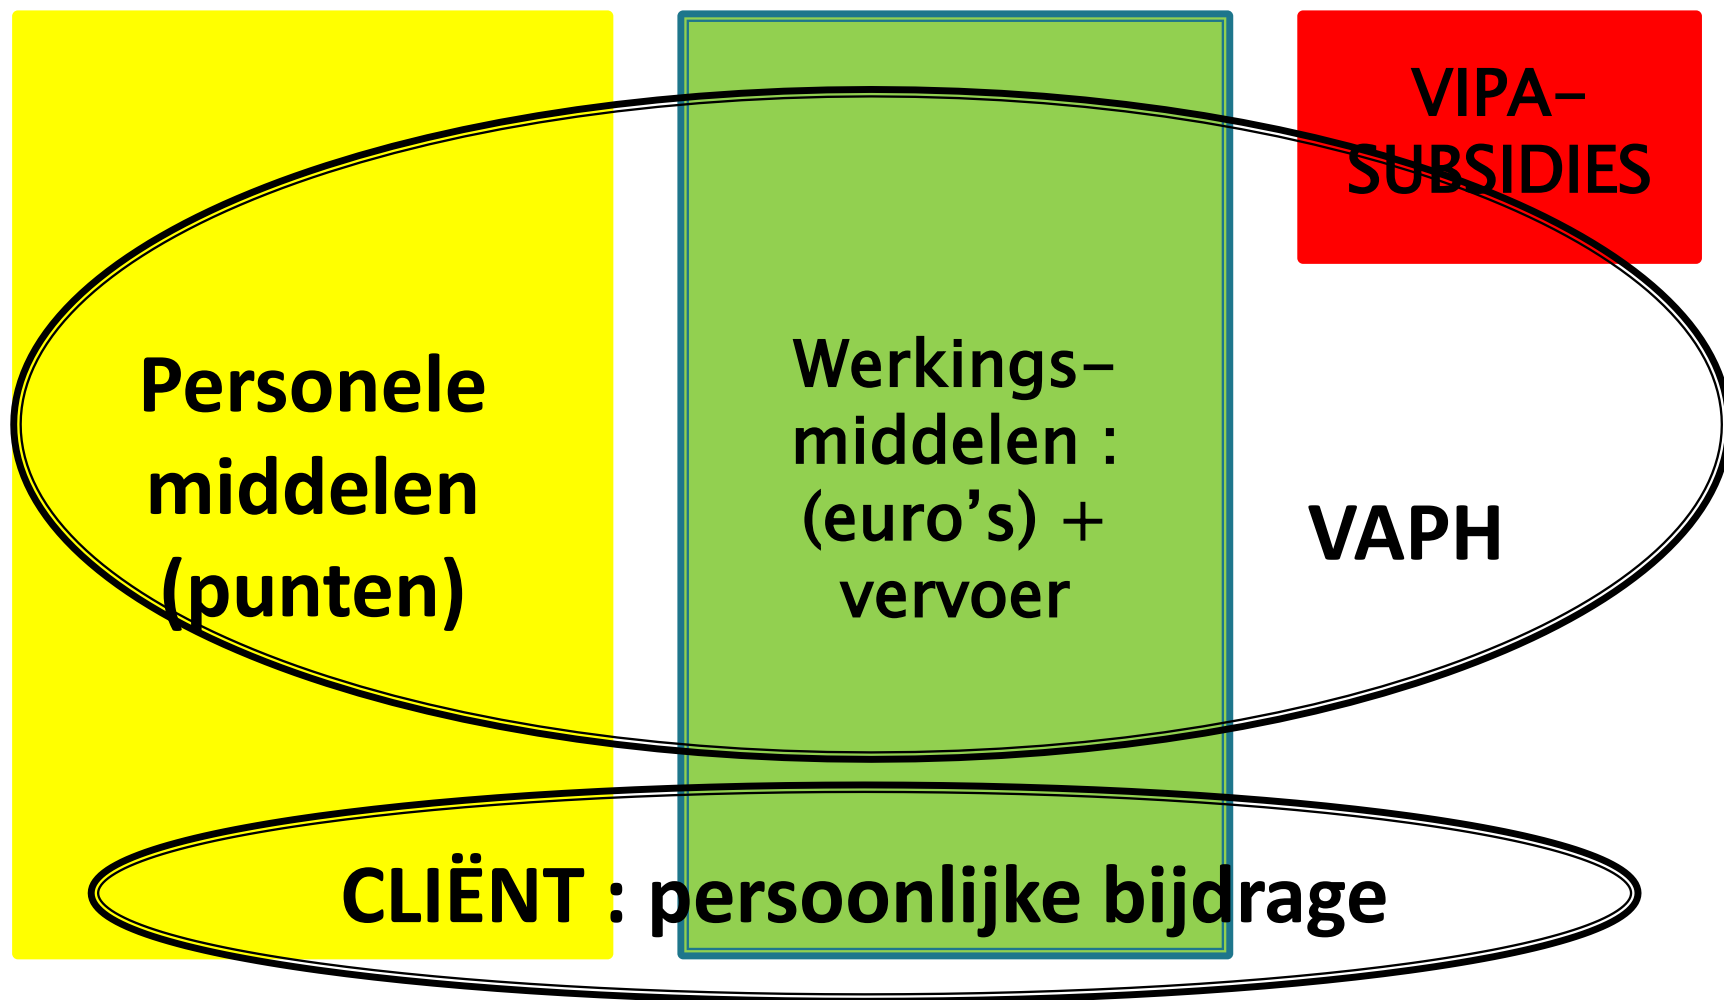 Personele
middelen
(punten)
Werkings-
middelen :
(euro’s) +
vervoer
VIPA-
SUBSIDIES
VAPH
CLIËNT : persoonlijke bijdrage